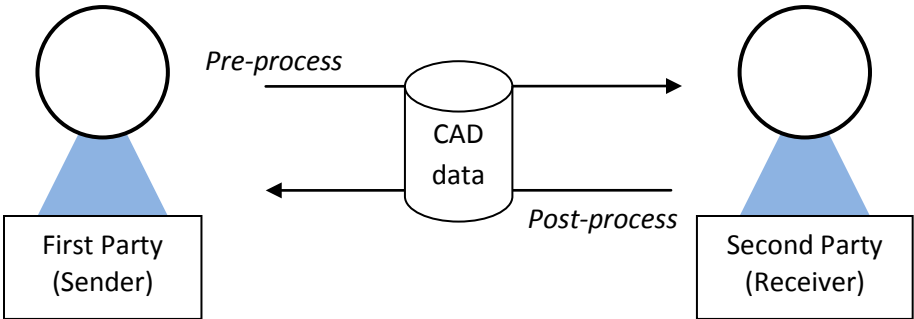 Pre-process
CAD
data
Post-process
First Party
(Sender)
Second Party
(Receiver)